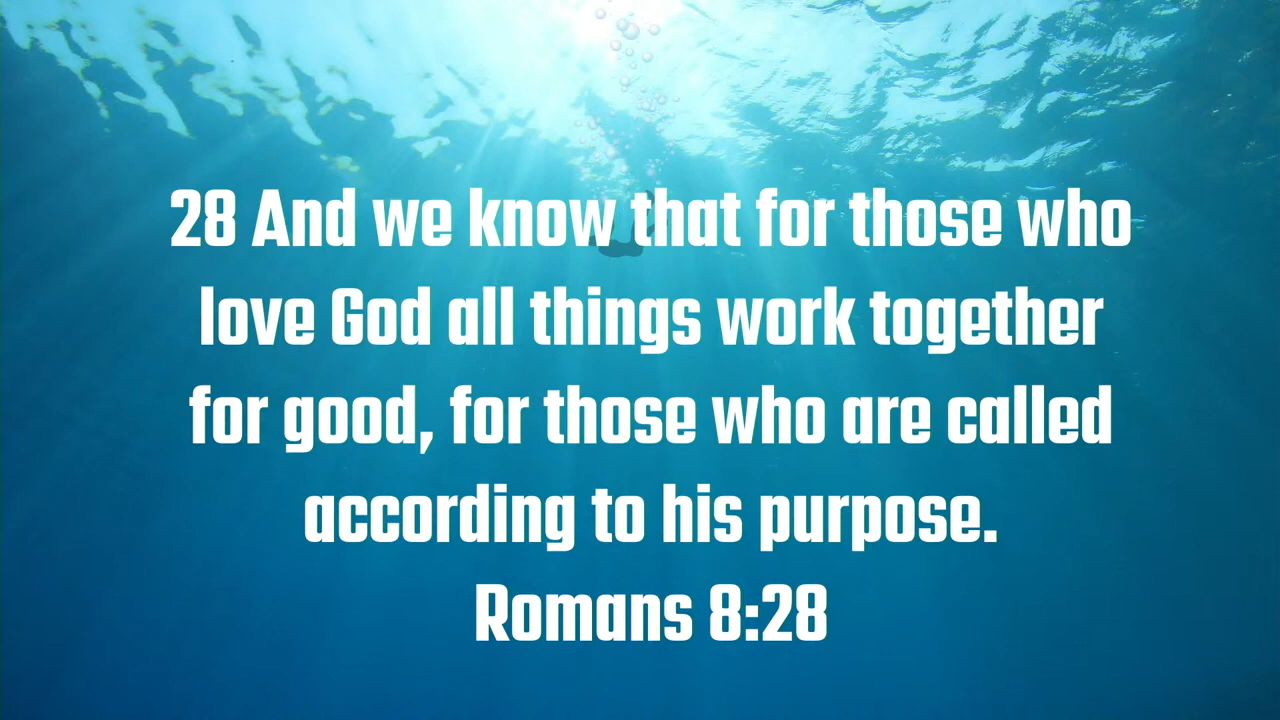 28 And we know that for those who
love God all things work together
for good, for those who are called
according to his purpose.
Romans 8:28